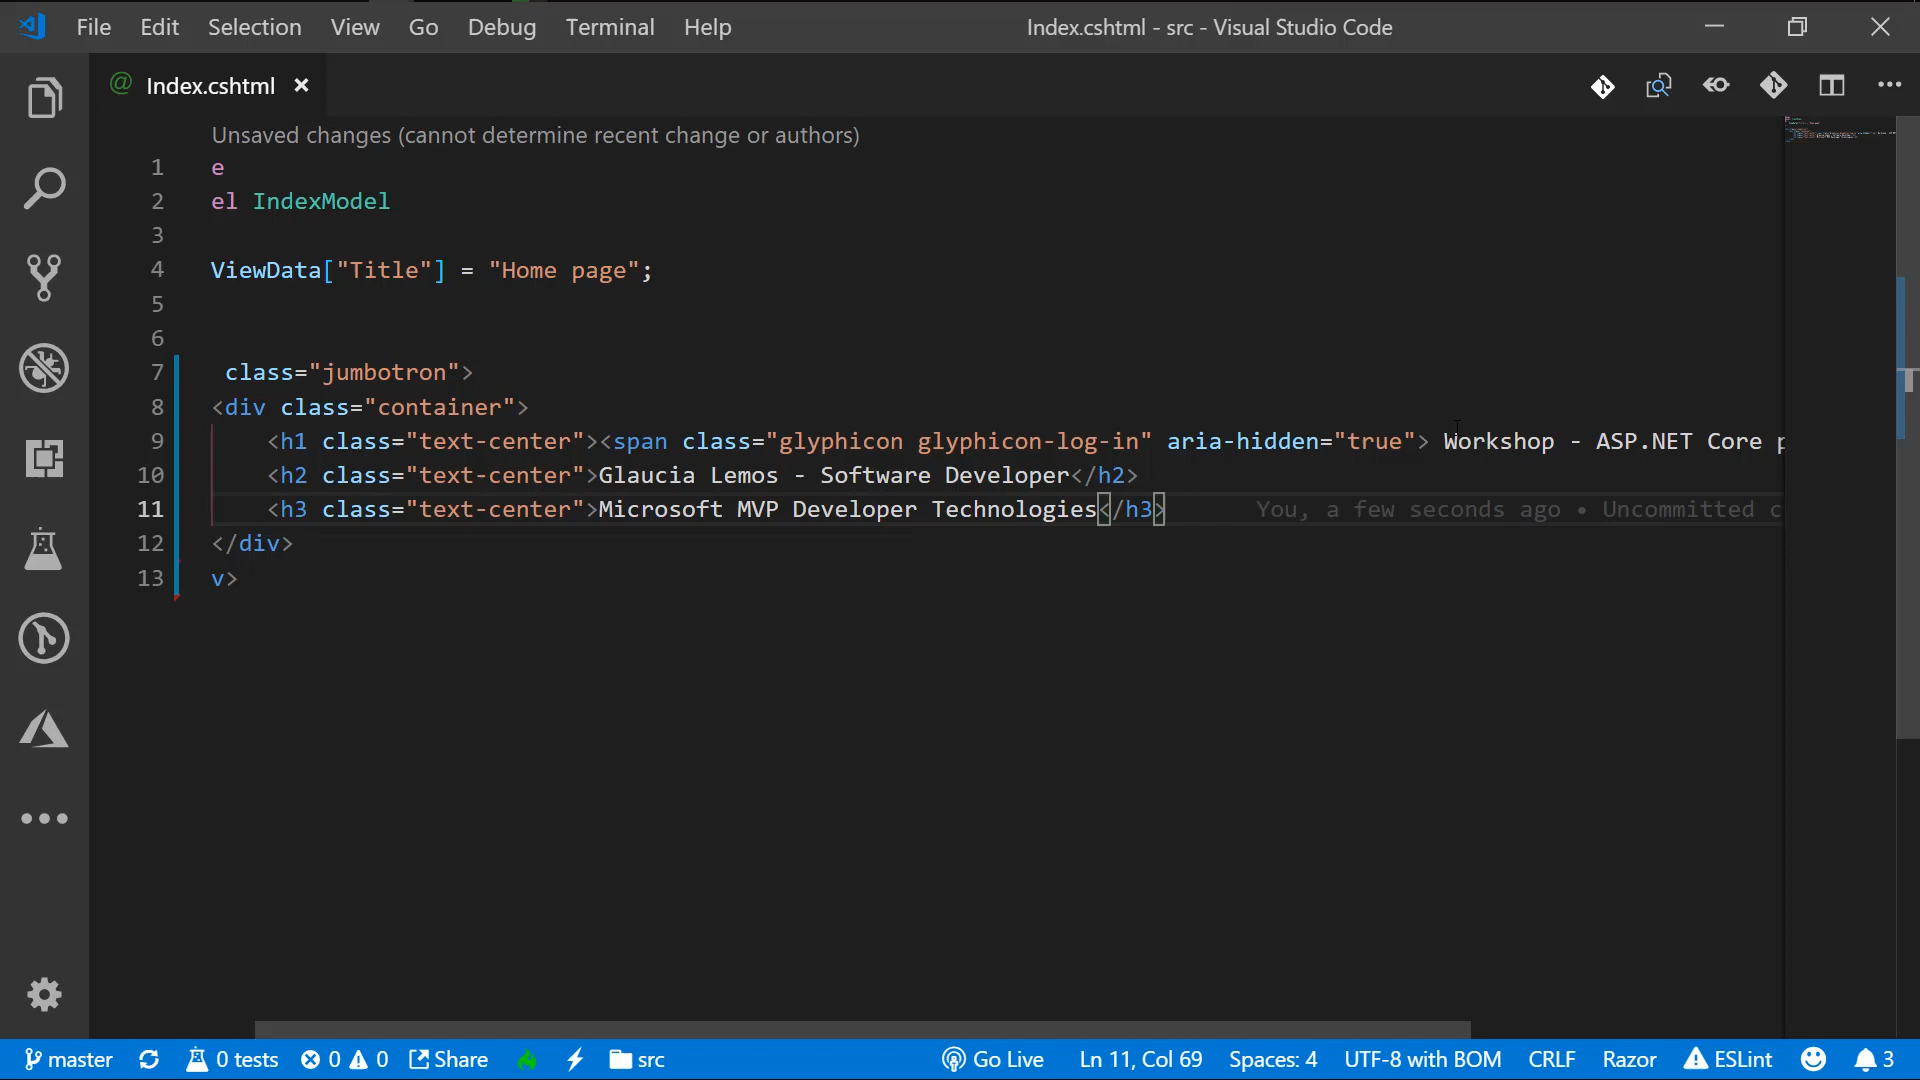 File Edit Selection View Go Debug Terminal Help Index.cshtml - src - Visual Studio Code
@ Index.cshtml ×
Unsaved changes (cannot determine recent change or authors)
1 e
2 el IndexModel
3
4 ViewData["Title"] = "Home page";
5
6
7 class="jumbotron">
8 <div class="container">
9 <h1 class="text-center"><span class="glyphicon glyphicon-log-in" aria-hidden="true"> Workshop - ASP.NET Core p
10 <h2 class="text-center">Glaucia Lemos - Software Developer</h2>
11 <h3 class="text-center">Microsoft MVP Developer Technologies</h3> You, a few seconds ago • Uncommitted c
12 </div>
13 v>
master 0 tests 0 0 Share src Go Live Ln 11, Col 69 Spaces: 4 UTF-8 with BOM CRLF Razor ESLint 3